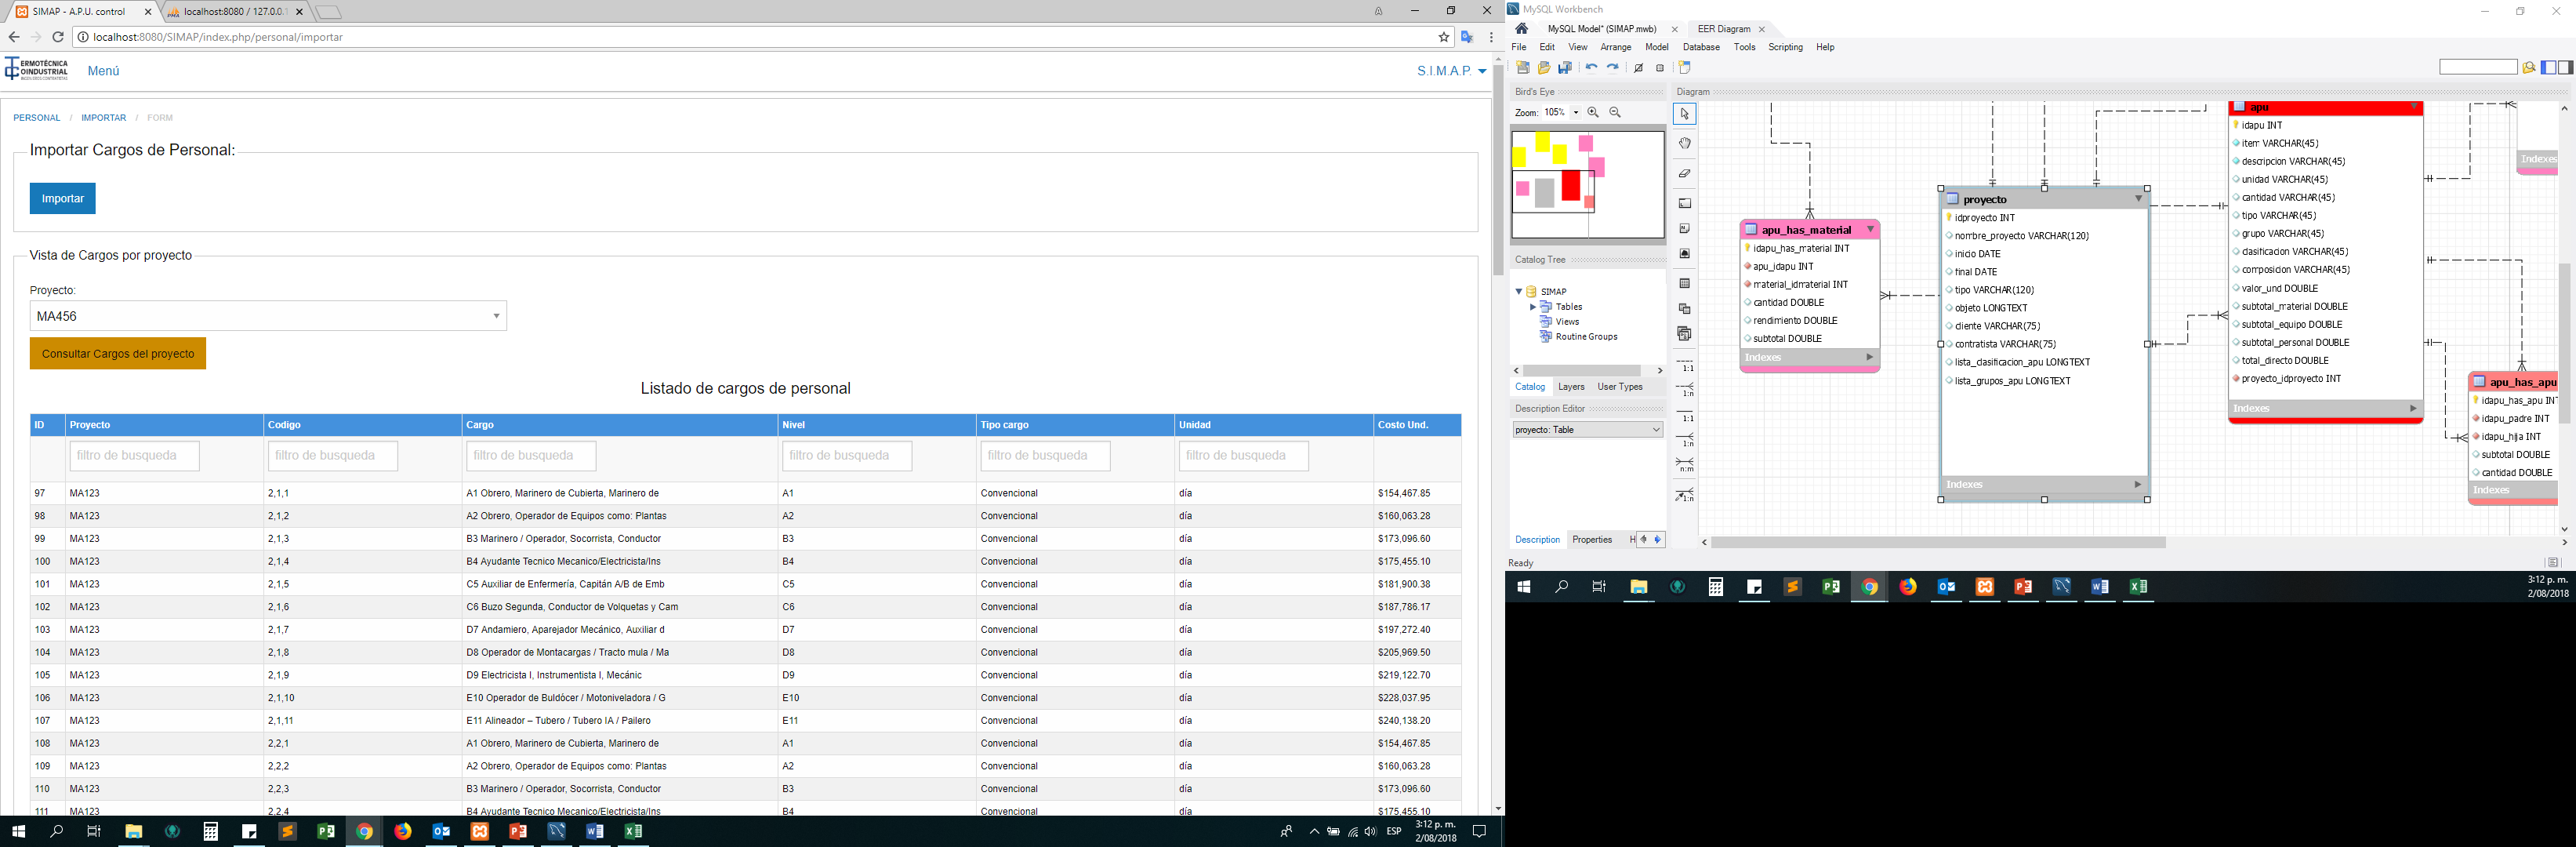 SIMAP - A.P.U. control
localhost:8080 / 127.0.0.1
localhost:8080/SIMAP/index.php/personal/importar
ERMOTÉCNICA
OINDUSTRIAL
Menú
S.I.M.A.P.
PERSONAL / IMPORTAR / FORM
Importar Cargos de Personal:
Importar
Vista de Cargos por proyecto
Proyecto:
MA456
Consultar Cargos del proyecto
Listado de cargos de personal
ID Proyecto Codigo Cargo Nivel Tipo cargo Unidad Costo Und.
filtro de busqueda filtro de busqueda filtro de busqueda filtro de busqueda filtro de busqueda filtro de busqueda
97 MA123 2,1,1 A1 Obrero, Marinero de Cubierta, Marinero de A1 Convencional día $154,467.85
98 MA123 2,1,2 A2 Obrero, Operador de Equipos como: Plantas A2 Convencional día $160,063.28
99 MA123 2,1,3 B3 Marinero / Operador, Socorrista, Conductor B3 Convencional día $173,096.60
100 MA123 2,1,4 B4 Ayudante Tecnico Mecanico/Electricista/Ins B4 Convencional día $175,455.10
101 MA123 2,1,5 C5 Auxiliar de Enfermería, Capitán A/B de Emb C5 Convencional día $181,900.38
102 MA123 2,1,6 C6 Buzo Segunda, Conductor de Volquetas y Cam C6 Convencional día $187,786.17
103 MA123 2,1,7 D7 Andamiero, Aparejador Mecánico, Auxiliar d D7 Convencional día $197,272.40
104 MA123 2,1,8 D8 Operador de Montacargas / Tracto mula / Ma D8 Convencional día $205,969.50
105 MA123 2,1,9 D9 Electricista I, Instrumentista I, Mecánic D9 Convencional día $219,122.70
106 MA123 2,1,10 E10 Operador de Buldócer / Motoniveladora / G E10 Convencional día $228,037.95
107 MA123 2,1,11 E11 Alineador – Tubero / Tubero IA / Pailero E11 Convencional día $240,138.20
108 MA123 2,2,1 A1 Obrero, Marinero de Cubierta, Marinero de A1 Convencional día $154,467.85
109 MA123 2,2,2 A2 Obrero, Operador de Equipos como: Plantas A2 Convencional día $160,063.28
110 MA123 2,2,3 B3 Marinero / Operador, Socorrista, Conductor B3 Convencional día $173,096.60
111 MA123 2,2,4 B4 Ayudante Tecnico Mecanico/Electricista/Ins B4 Convencional día $175,455.10
ESP
3:12 p. m.
2/08/2018
MySQL Workbench
MySQL Model* (SIMAP.mwb)
EER Diagram
File Edit View Arrange Model Database Tools Scripting Help
Bird's Eye
Zoom: 105%
Catalog Tree
SIMAP
Tables
Views
Routine Groups
Catalog Layers User Types
Description Editor
proyecto: Table
Description Properties H
Ready
Diagram
1:1
1:n
1:1
1:n
n:m
1:n
apu_has_material
idapu_has_material INT
apu_idapu INT
material_idmaterial INT
cantidad DOUBLE
rendimiento DOUBLE
subtotal DOUBLE
Indexes
proyecto
idproyecto INT
nombre_proyecto VARCHAR(120)
inicio DATE
final DATE
tipo VARCHAR(120)
objeto LONGTEXT
cliente VARCHAR(75)
contratista VARCHAR(75)
lista_clasificacion_apu LONGTEXT
lista_grupos_apu LONGTEXT
Indexes
apu
idapu INT
item VARCHAR(45)
descripcion VARCHAR(45)
unidad VARCHAR(45)
cantidad VARCHAR(45)
tipo VARCHAR(45)
grupo VARCHAR(45)
clasificacion VARCHAR(45)
composicion VARCHAR(45)
valor_und DOUBLE
subtotal_material DOUBLE
subtotal_equipo DOUBLE
subtotal_personal DOUBLE
total_directo DOUBLE
proyecto_idproyecto INT
Indexes
Indexes
apu_has_apu
idapu_has_apu INT
idapu_padre INT
idapu_hija INT
subtotal DOUBLE
cantidad DOUBLE
Indexes
3:12 p. m.
2/08/2018